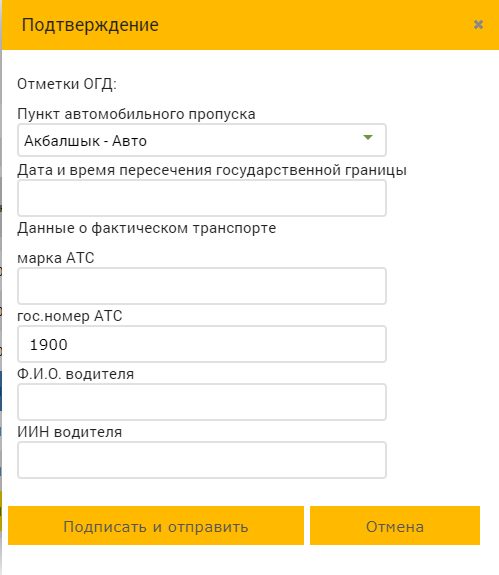 Подтверждение
Отметки ОГД:
Пункт автомобильного пропуска
Акбалшык - Авто
Дата и время пересечения государственной границы
Данные о фактическом транспорте
марка АТС
гос.номер АТС
1900
Ф.И.О. водителя
ИИН водителя
Подписать и отправить
Отмена